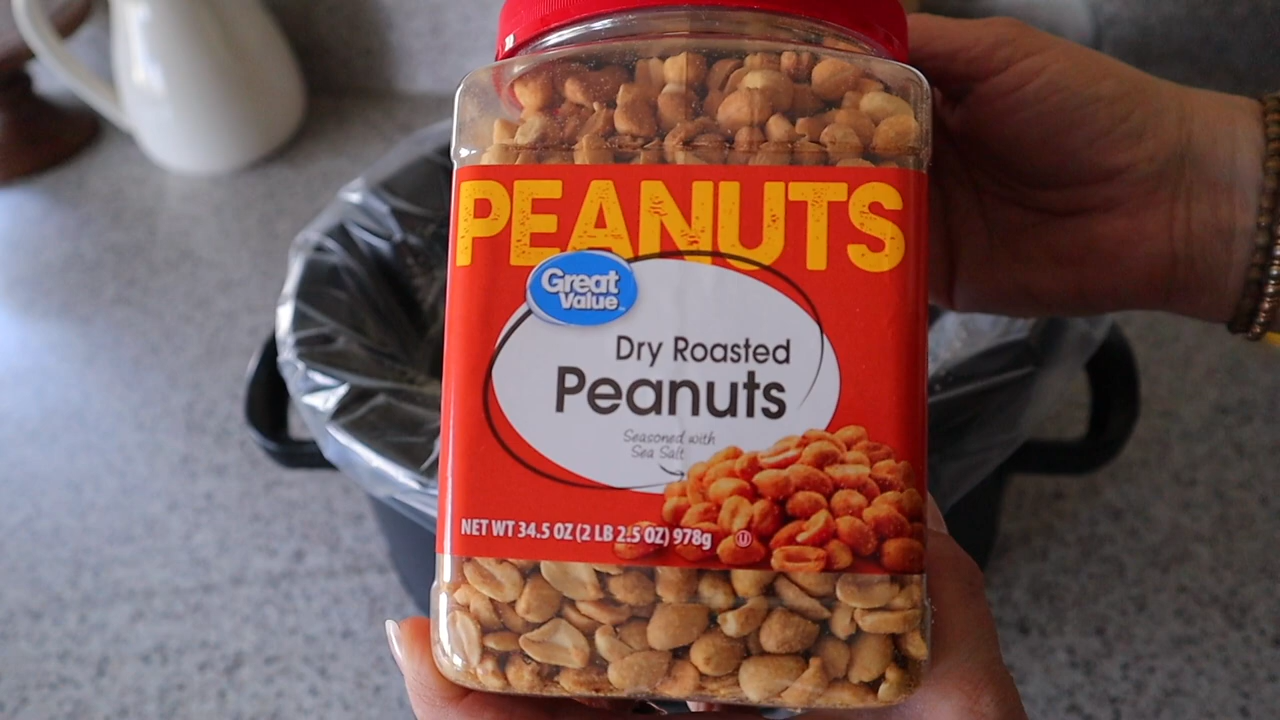 PEANUTS
Great
Value™
Dry Roasted
Peanuts
Seasoned with
Sea Salt
NET WT 34.5 OZ (2 LB 2.5 OZ) 978g
U